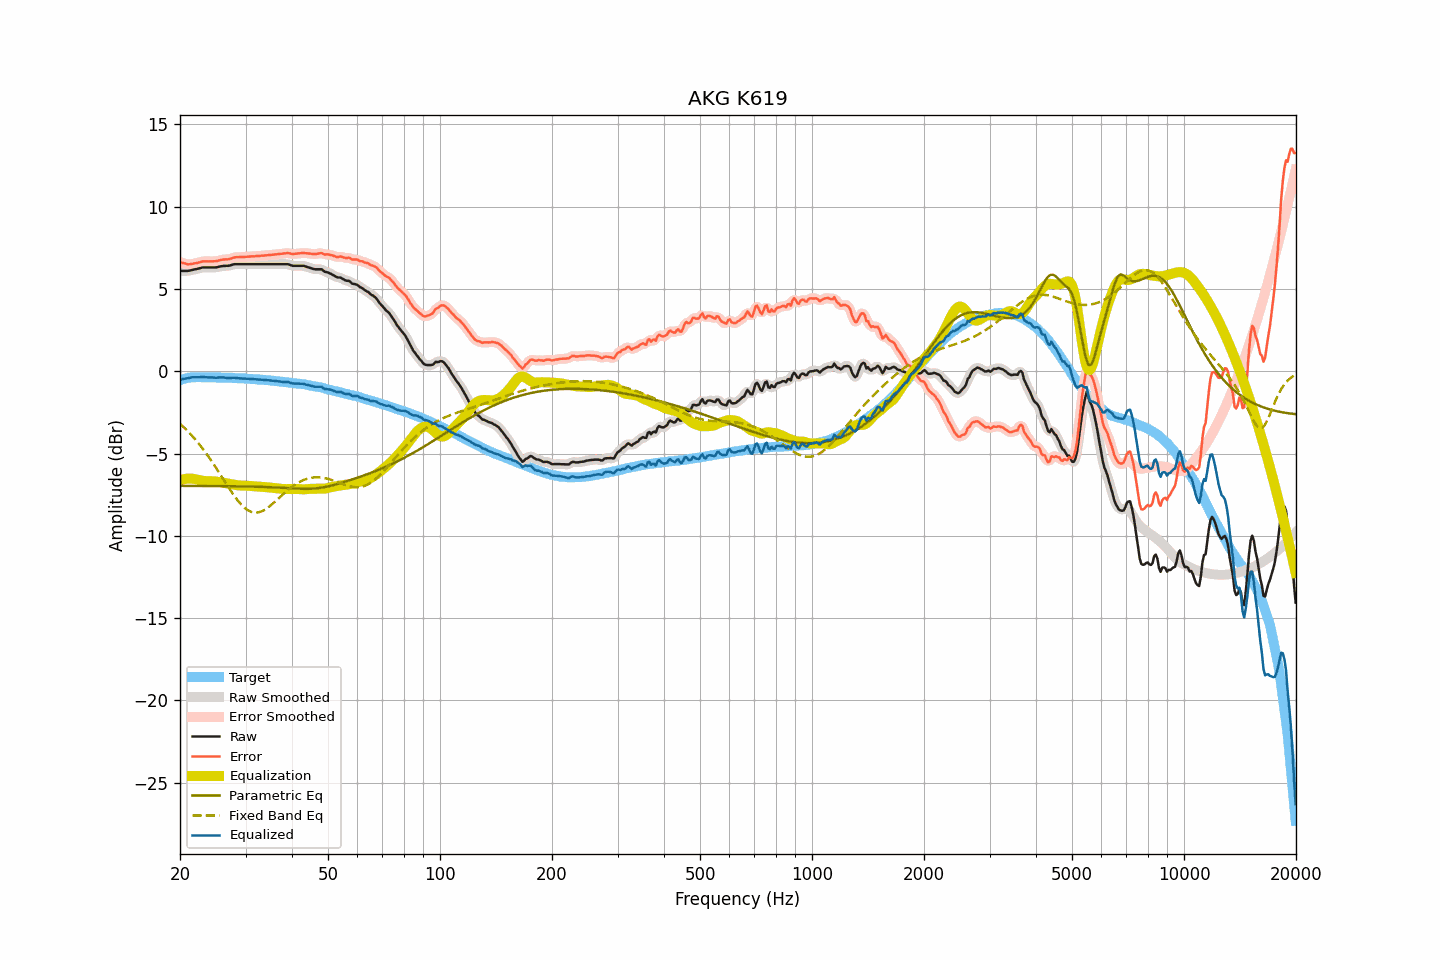 AKG K619
15
10
5
0
−5
−10
−15
−20
−25
Amplitude (dBr)
Target
Raw Smoothed
Error Smoothed
Raw
Error
Equalization
Parametric Eq
Fixed Band Eq
Equalized
20 50 100 200 500 1000 2000 5000 10000 20000
Frequency (Hz)